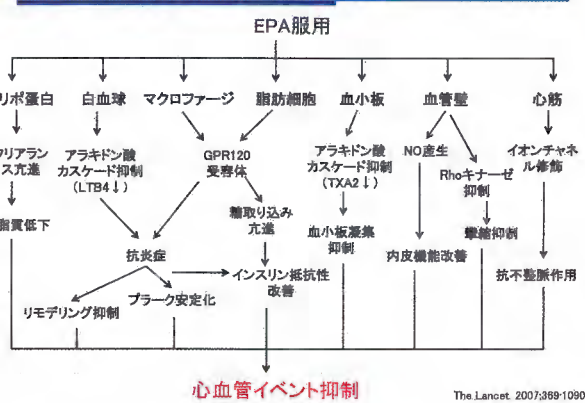 EPA服用
リポ蛋白 白血球 マクロファージ 脂肪細胞 血小板 血管壁 心筋
クリアラン
ス亢進
アラキドン酸
カスケード抑制
(LTB4↓)
GPR120
受容体
アラキドン酸
カスケード抑制
(TXA2↓)
NO産生
Rhoキナーゼ
抑制
イオンチャネ
ル修飾
脂質低下
糖取り込み
亢進
血小板凝集
抑制
攣縮抑制
抗炎症
内皮機能改善
インスリン抵抗性
改善
抗不整脈作用
リモデリング抑制
プラーク安定化
心血管イベント抑制
The Lancet 2007;369:1090